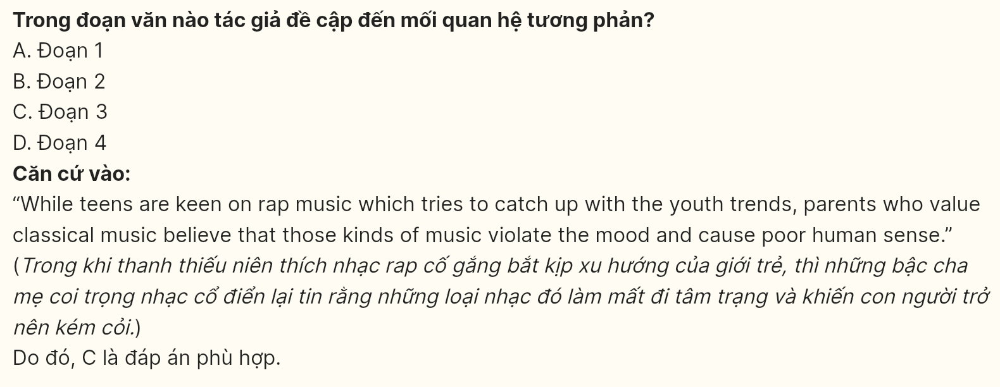 Trong đoạn văn nào tác giả đề cập đến mối quan hệ tương phản?
A. Đoạn 1
B. Đoạn 2
C. Đoạn 3
D. Đoạn 4
Căn cứ vào:
“While teens are keen on rap music which tries to catch up with the youth trends, parents who value
classical music believe that those kinds of music violate the mood and cause poor human sense.”
(Trong khi thanh thiếu niên thích nhạc rap cố gắng bắt kịp xu hướng của giới trẻ, thì những bậc cha
mẹ coi trọng nhạc cổ điển lại tin rằng những loại nhạc đó làm mất đi tâm trạng và khiến con người trở
nên kém cỏi.)
Do đó, C là đáp án phù hợp.